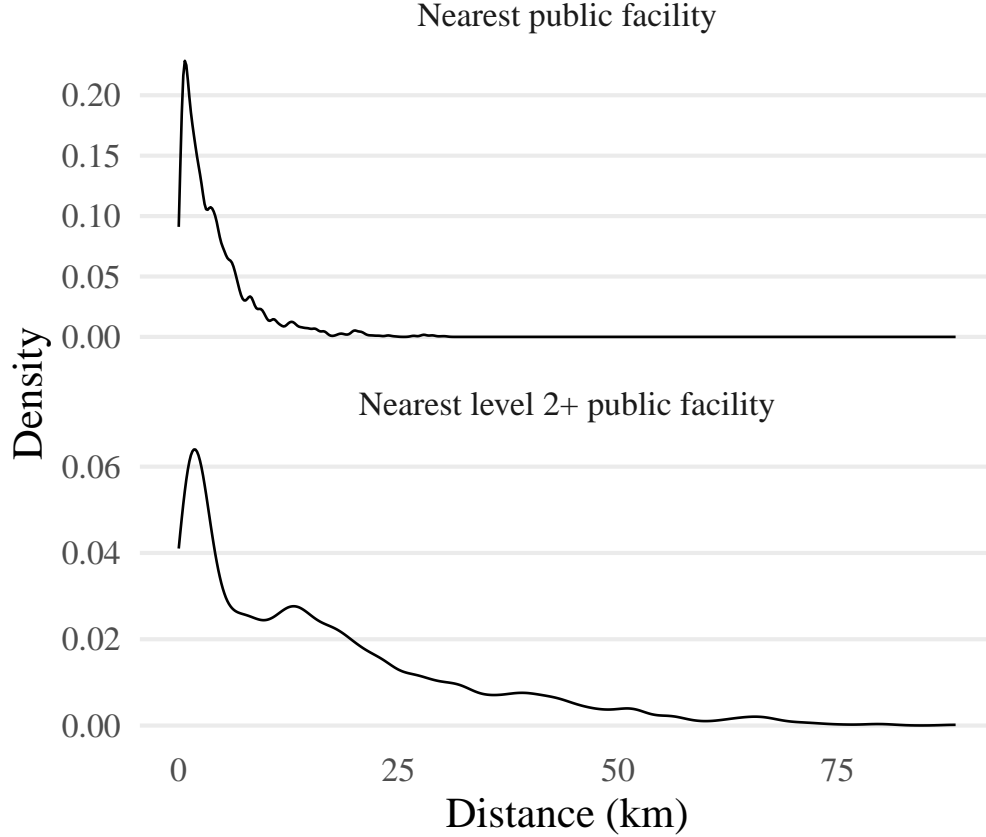 Nearest public facility
0.20
0.15
0.10
0.05
0.00
Density
Nearest level 2+ public facility
0.06
0.04
0.02
0.00
0 25 50 75
Distance (km)